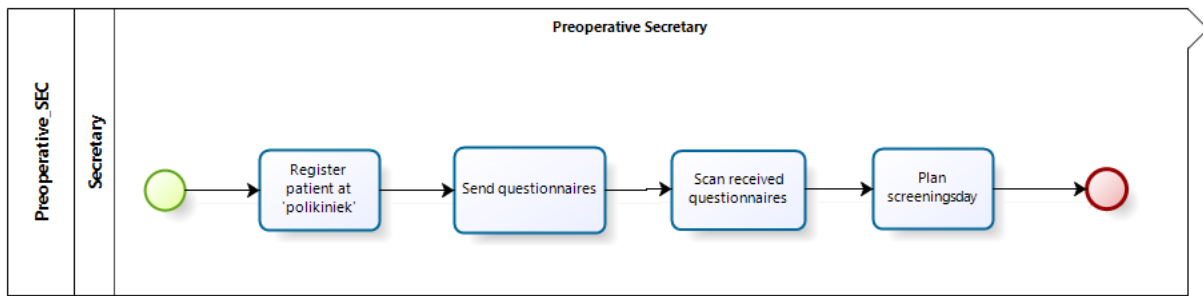 Preoperative_SEC
Secretary
Preoperative Secretary
Register
patient at
'polikiniek'
Send questionnaires
Scan received
questionnaires
Plan
screeningsday